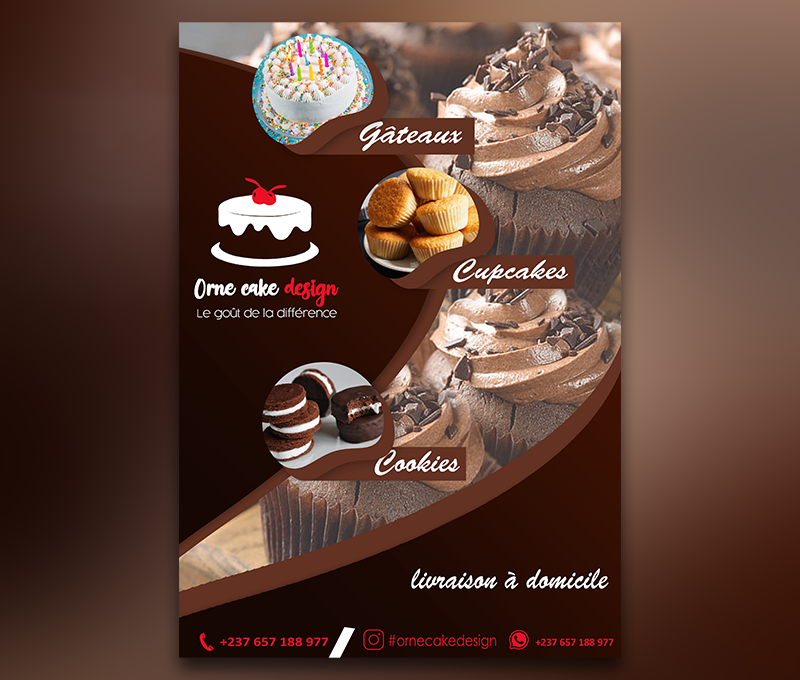 Gâteaux
Cupcakes
Orne cake design
Le goût de la différence
Cookies
livraison à domicile
+237 657 188 977
#ornecakedesign
+237 657 188 977